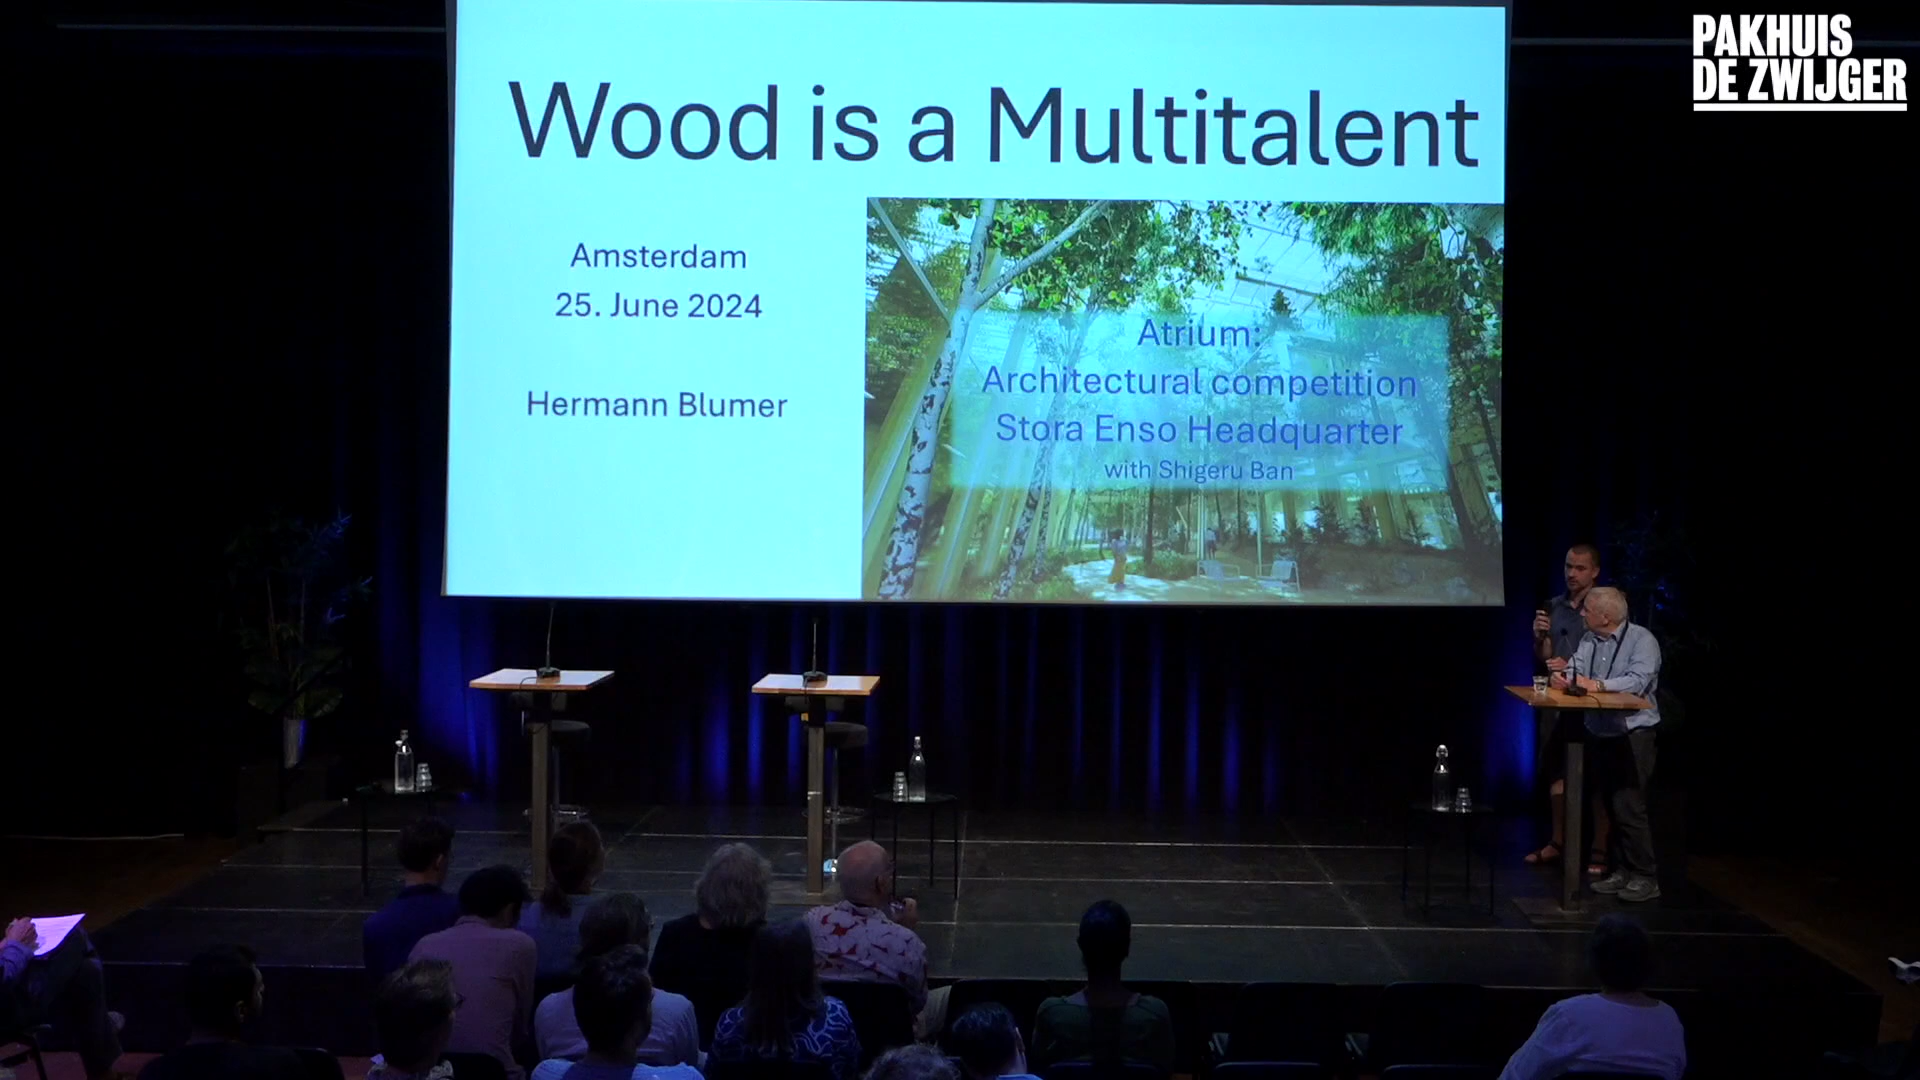 PAKHUIS
DE ZWIJGER
Wood is a Multitalent
Amsterdam
25. June 2024
Hermann Blumer
Atrium:
Architectural competition
Stora Enso Headquarter
with Shigeru Ban